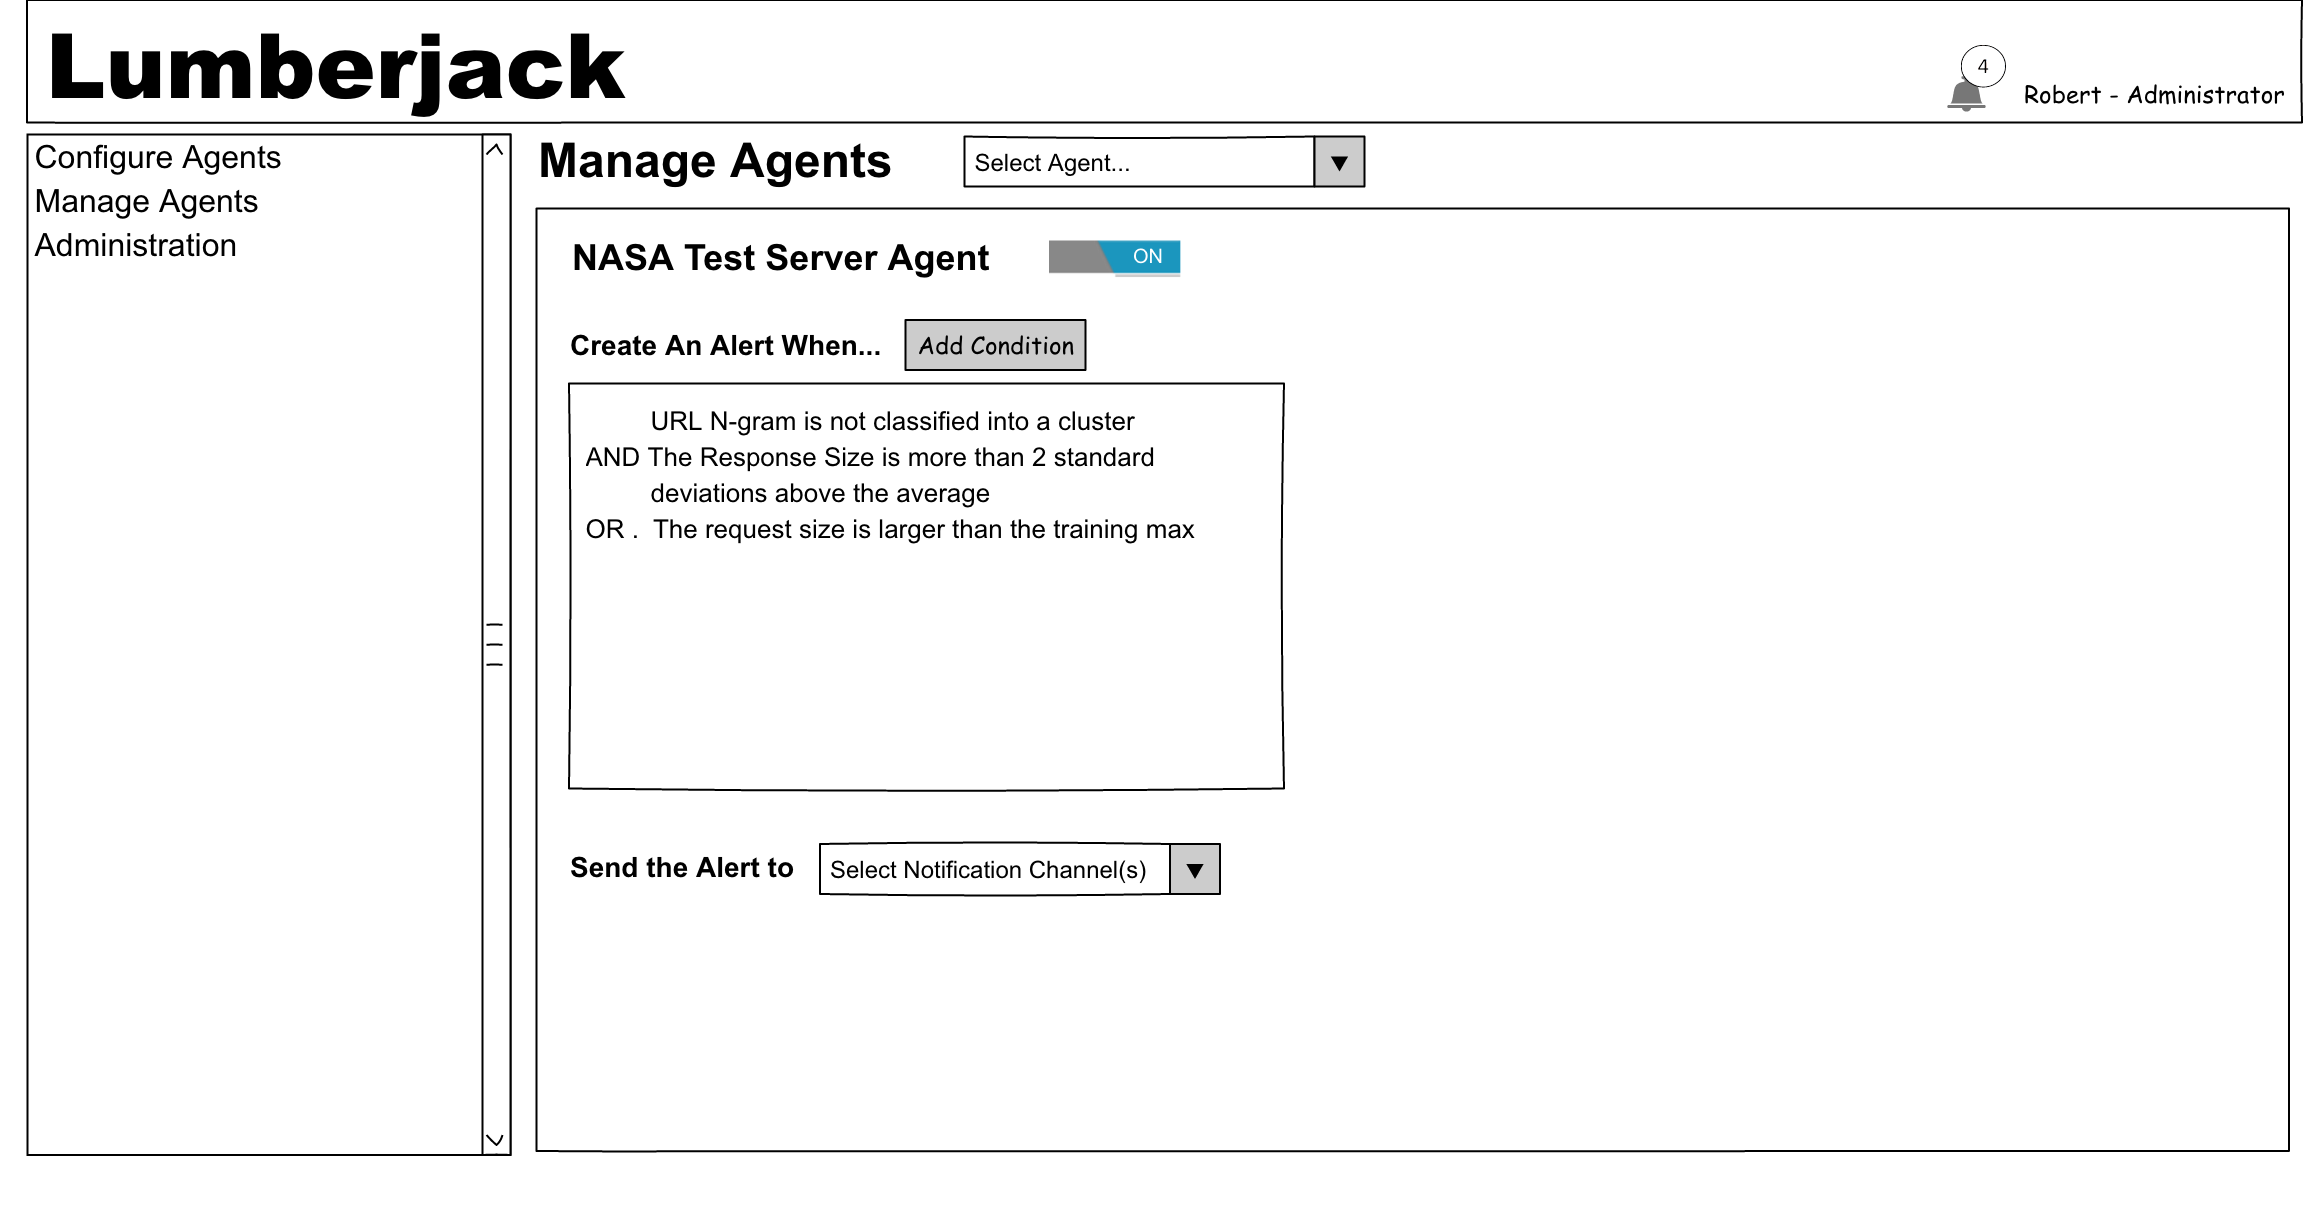 Lumberjack
4
Robert - Administrator
Configure Agents
Manage Agents
Administration
Manage Agents
Select Agent...
NASA Test Server Agent
ON
Create An Alert When...
Add Condition
URL N-gram is not classified into a cluster
AND The Response Size is more than 2 standard
deviations above the average
OR . The request size is larger than the training max
Send the Alert to
Select Notification Channel(s)